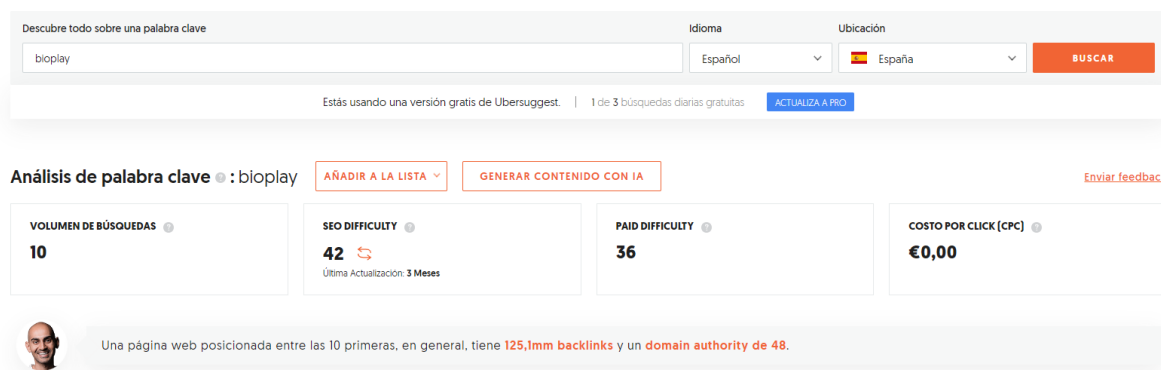 Descubre todo sobre una palabra clave
Idioma
Ubicación
bioplay
Español
España
BUSCAR
Estás usando una versión gratis de Ubersuggest. | 1 de 3 búsquedas diarias gratuitas ACTUALIZA A PRO
Análisis de palabra clave : bioplay
AÑADIR A LA LISTA
GENERAR CONTENIDO CON IA
Enviar feedbac
VOLUMEN DE BÚSQUEDAS
10
SEO DIFFICULTY
42
Última Actualización: 3 Meses
PAID DIFFICULTY
36
COSTO POR CLICK (CPC)
€0,00
Una página web posicionada entre las 10 primeras, en general, tiene 125,1mm backlinks y un domain authority de 48.